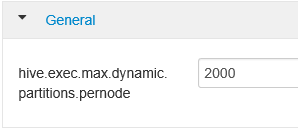 General
hive.exec.max.dynamic.
partitions.pernode
2000